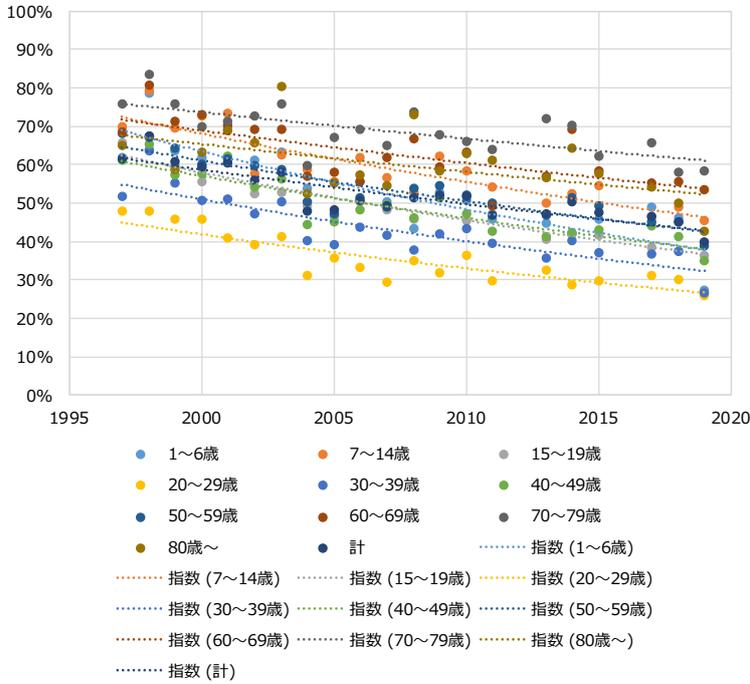 100%
90%
80%
70%
60%
50%
40%
30%
20%
10%
0%
1995 2000 2005 2010 2015 2020
1～6歳 7～14歳 15～19歳
20～29歳 30～39歳 40～49歳
50～59歳 60～69歳 70～79歳
80歳～ 計 指数 (1～6歳)
指数 (7～14歳) 指数 (15～19歳) 指数 (20～29歳)
指数 (30～39歳) 指数 (40～49歳) 指数 (50～59歳)
指数 (60～69歳) 指数 (70～79歳) 指数 (80歳～)
指数 (計)